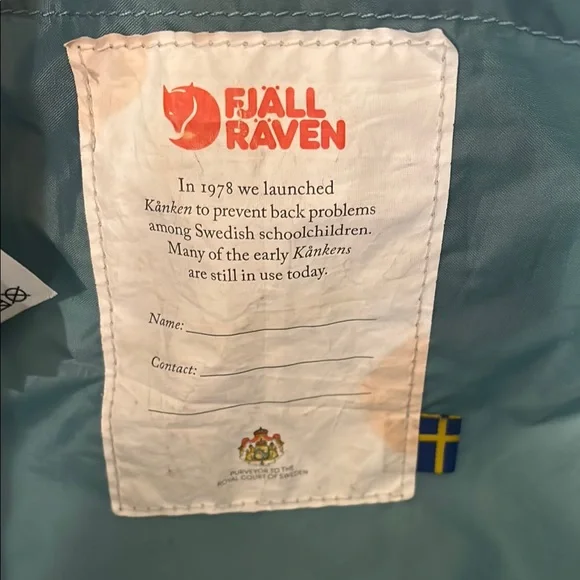 FJÄLL
RÄVEN
In 1978 we launched
Kånken to prevent back problems
among Swedish schoolchildren.
Many of the early Kånkens
are still in use today.
Name:
Contact:
PURVEYOR TO THE
ROYAL COURT OF SWEDEN